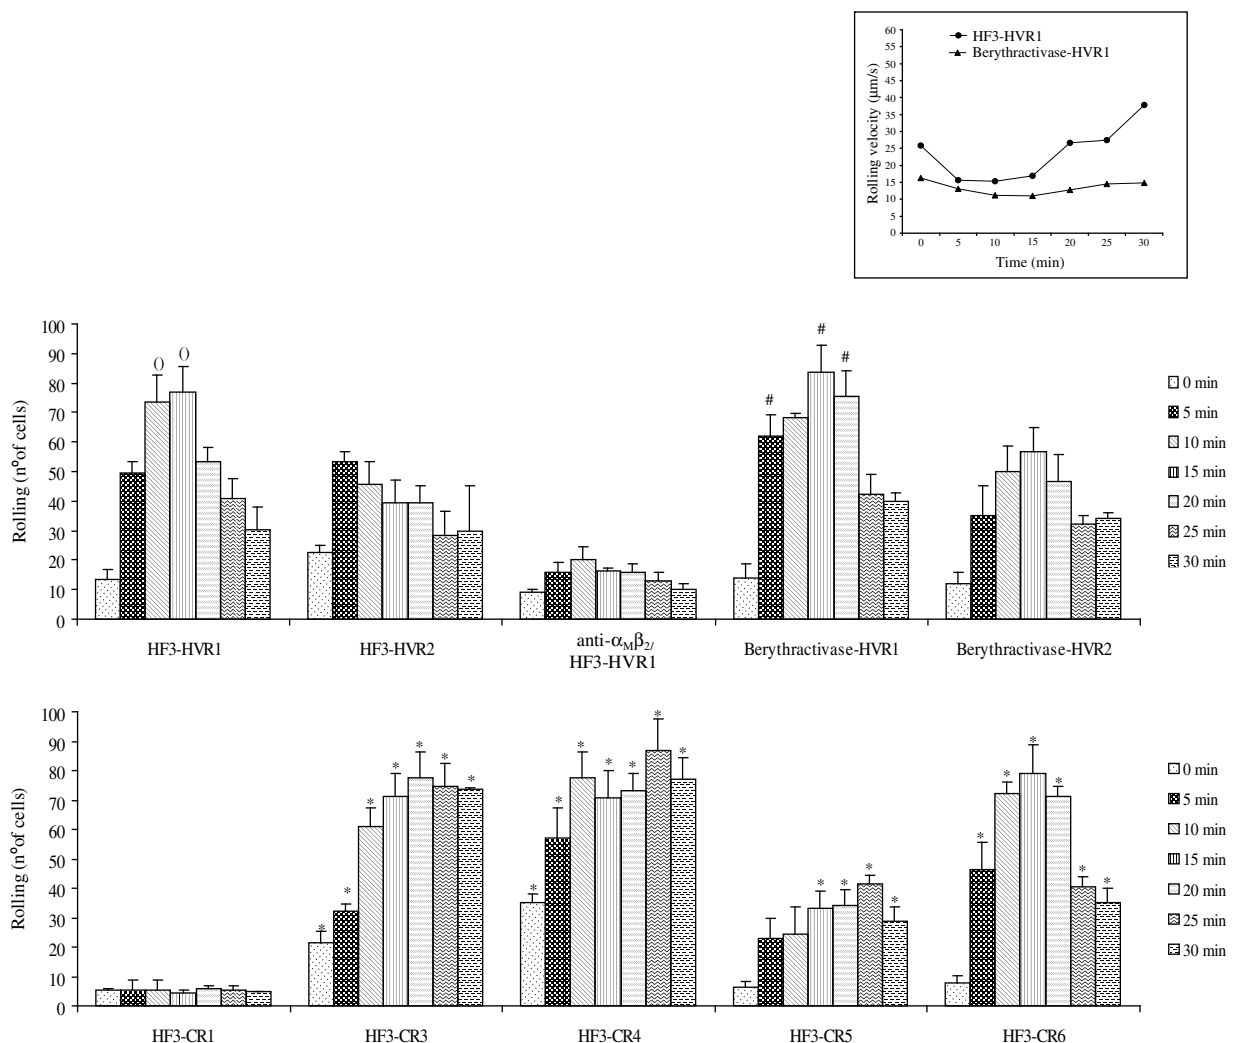 60
55
50
45
40
35
30
25
20
15
10
5
0
Rolling velocity (µm/s)
HF3-HVR1
Berythractivase-HVR1
0 5 10 15 20 25 30
Time (min)
100
90
80
70
60
50
40
30
20
10
0
Rolling (nºof cells)
() ()
# # #
HF3-HVR1 HF3-HVR2 anti-αMβ2/ Berythractivase-HVR1 Berythractivase-HVR2
HF3-HVR1
0 min
5 min
10 min
15 min
20 min
25 min
30 min
100
90
80
70
60
50
40
30
20
10
0
Rolling (nºof cells)
* * * * * * *
* * * * * * *
* * * *
* * * * * *
HF3-CR1 HF3-CR3 HF3-CR4 HF3-CR5 HF3-CR6
0 min
5 min
10 min
15 min
20 min
25 min
30 min